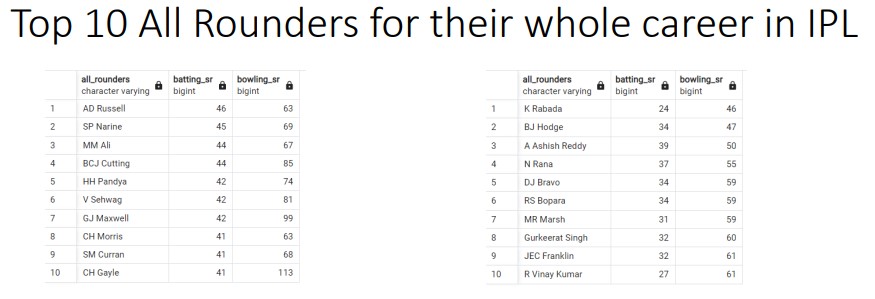 Top 10 All Rounders for their whole career in IPL
all_rounders batting_sr bowling_sr
character varying bigint bigint
1 AD Russell 46 63
2 SP Narine 45 69
3 MM Ali 44 67
4 BCJ Cutting 44 85
5 HH Pandya 42 74
6 V Sehwag 42 81
7 GJ Maxwell 42 99
8 CH Morris 41 63
9 SM Curran 41 68
10 CH Gayle 41 113
all_rounders batting_sr bowling_sr
character varying bigint bigint
1 K Rabada 24 46
2 BJ Hodge 34 47
3 A Ashish Reddy 39 50
4 N Rana 37 55
5 DJ Bravo 34 59
6 RS Bopara 34 59
7 MR Marsh 31 59
8 Gurkeerat Singh 32 60
9 JEC Franklin 32 61
10 R Vinay Kumar 27 61